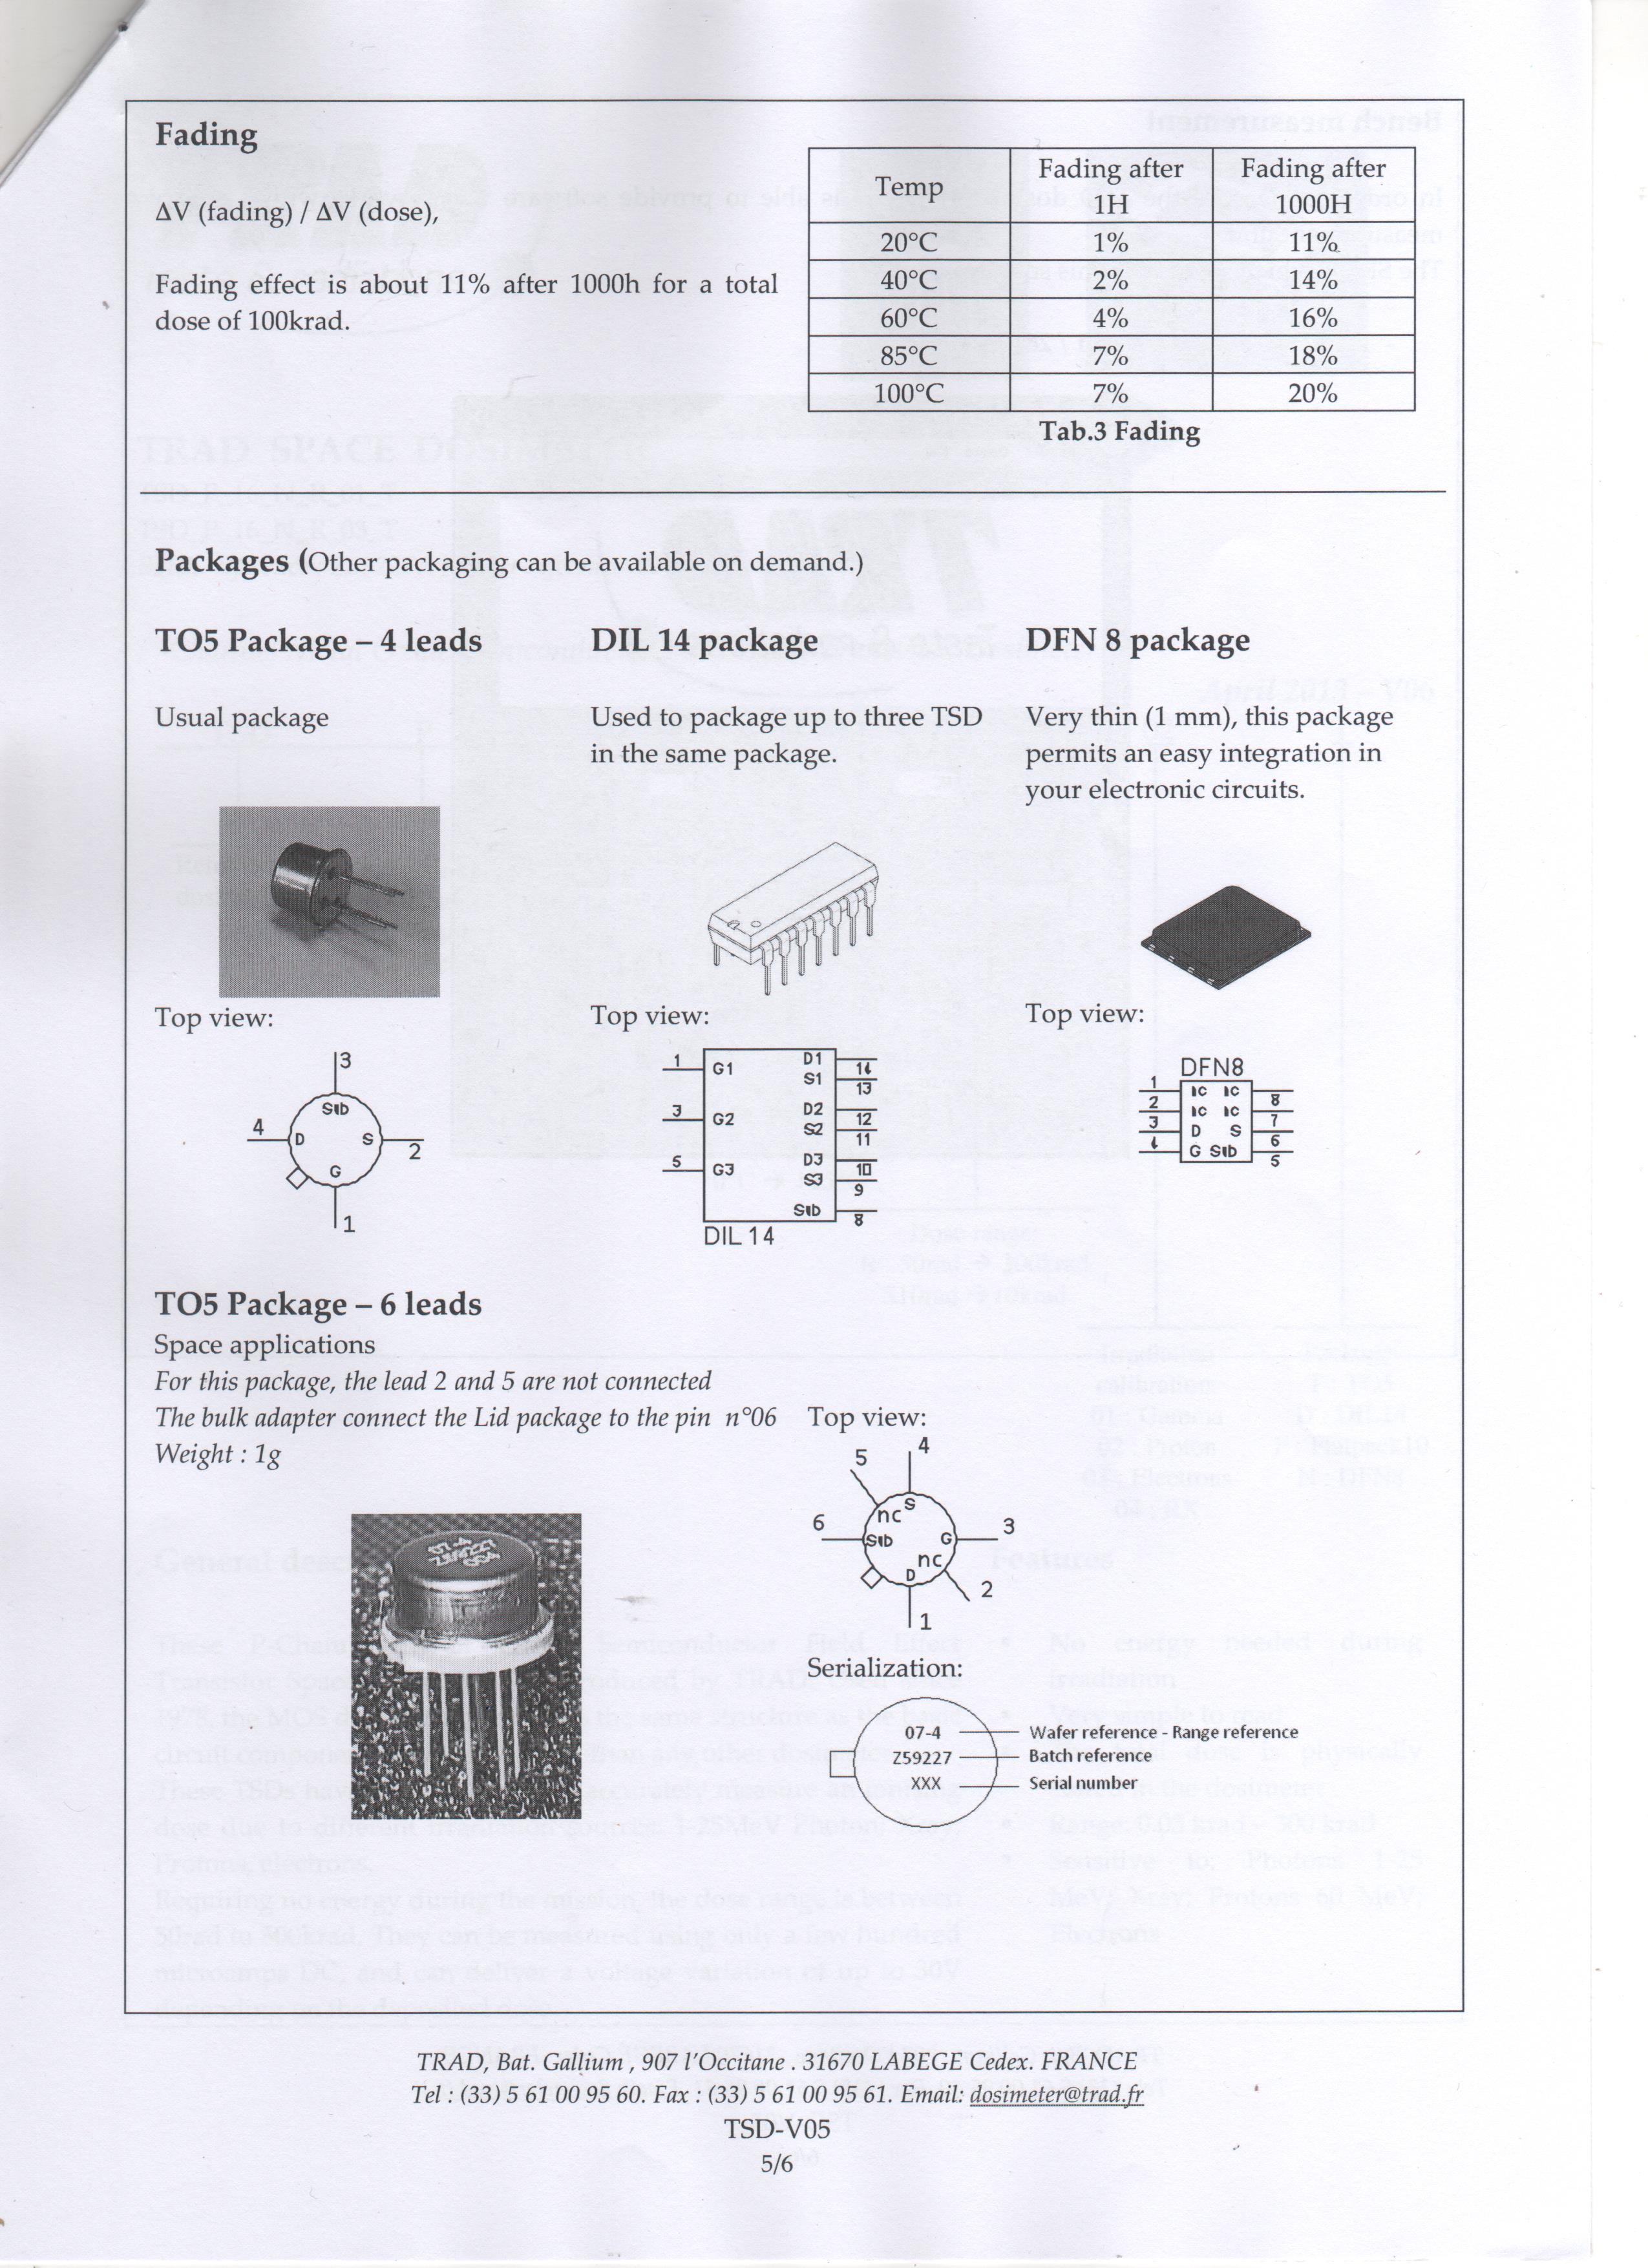 Fading
ΔV (fading) / ΔV (dose),
Fading effect is about 11% after 1000h for a total
dose of 100krad.
Temp | Fading after 1H | Fading after 1000H
20°C | 1% | 11%
40°C | 2% | 14%
60°C | 4% | 16%
85°C | 7% | 18%
100°C | 7% | 20%
Tab.3 Fading
Packages (Other packaging can be available on demand.)
TO5 Package – 4 leads
Usual package
Top view:
3
Sub
4 D S 2
G
1
DIL 14 package
Used to package up to three TSD
in the same package.
Top view:
1 G1 D1 14
S1 13
3 G2 D2 12
S2 11
5 G3 D3 10
S3 9
Sub 8
DIL 14
DFN 8 package
Very thin (1 mm), this package
permits an easy integration in
your electronic circuits.
Top view:
DFN8
1 IC IC 8
2 IC IC 7
3 D S 6
4 G Sub 5
TO5 Package – 6 leads
Space applications
For this package, the lead 2 and 5 are not connected
The bulk adapter connect the Lid package to the pin n°06
Weight : 1g
Top view:
5 4
nc S
6 Sub G 3
nc
D 2
1
Serialization:
07-4 Wafer reference - Range reference
Z59227 Batch reference
XXX Serial number
TRAD, Bat. Gallium , 907 l'Occitane . 31670 LABEGE Cedex. FRANCE
Tel : (33) 5 61 00 95 60. Fax : (33) 5 61 00 95 61. Email: dosimeter@trad.fr
TSD-V05
5/6